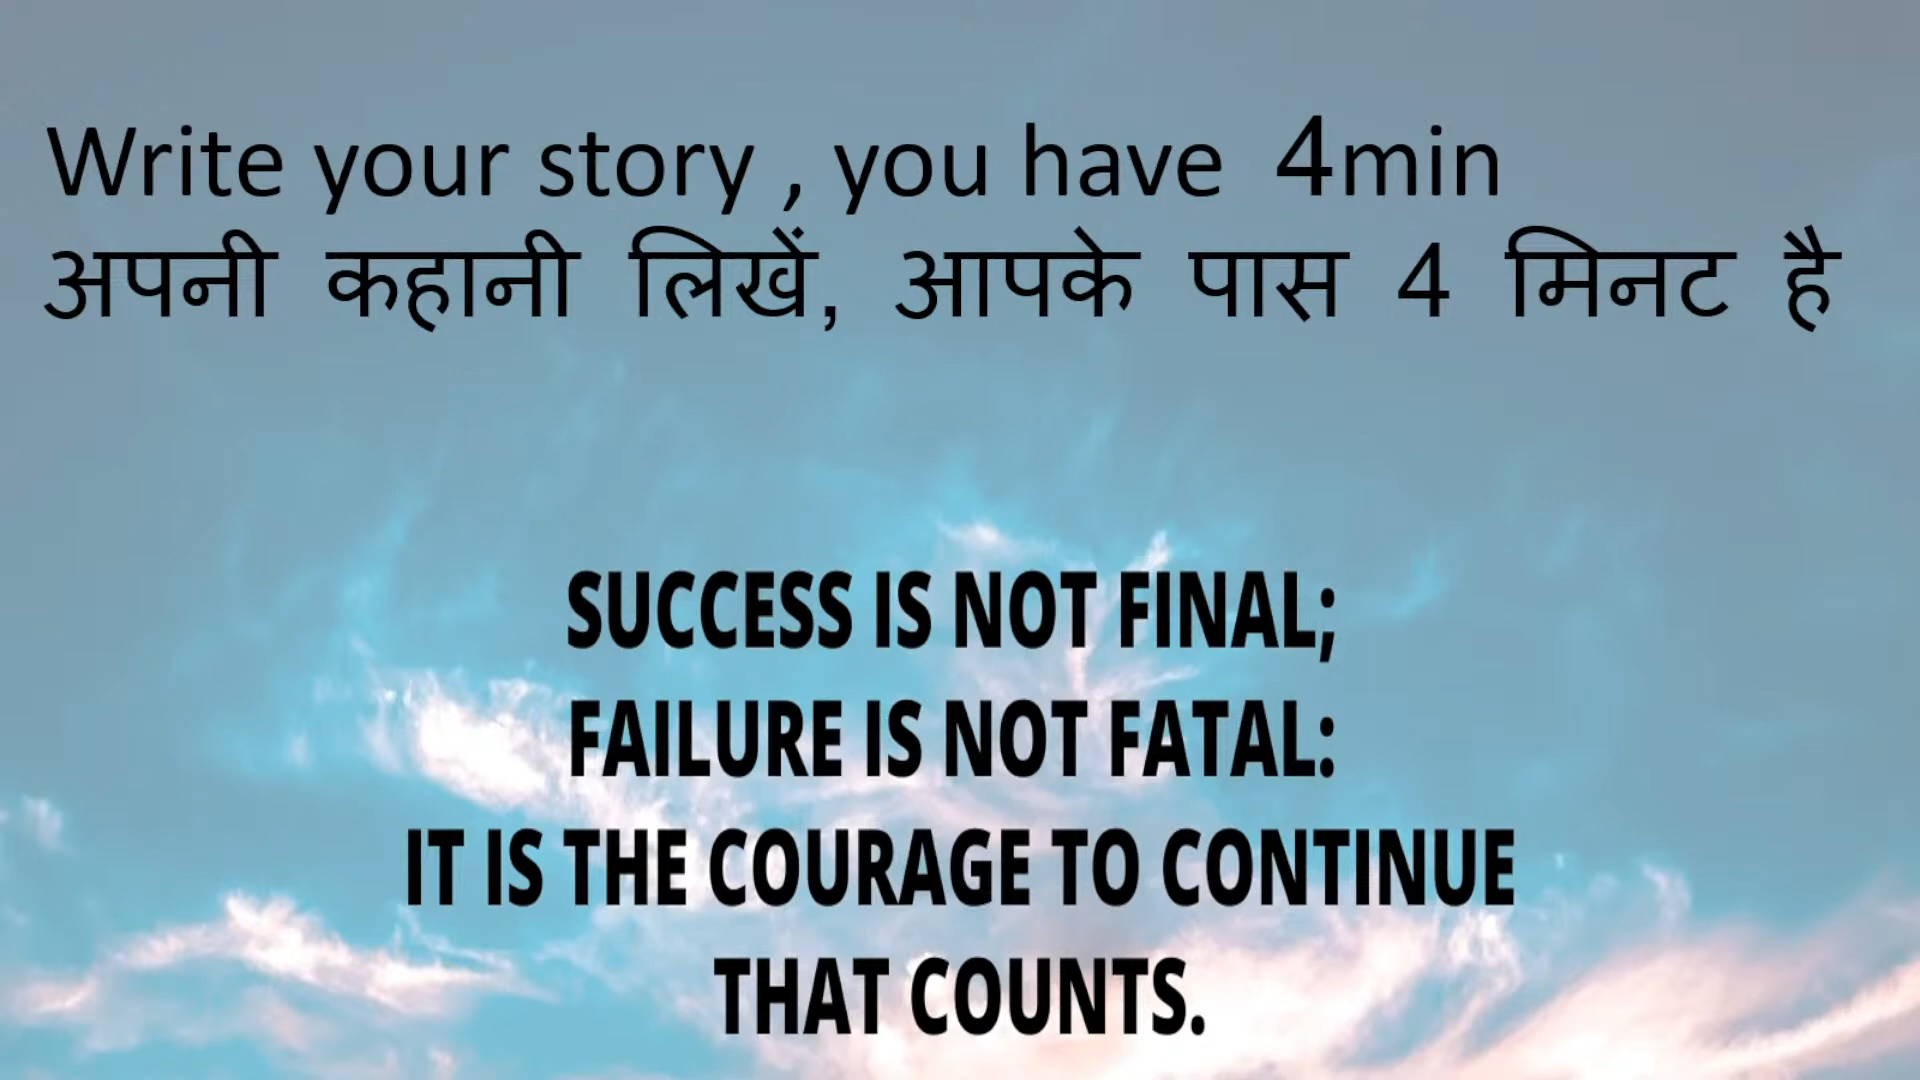 Write your story , you have 4min
अपनी कहानी लिखें, आपके पास 4 मिनट है
SUCCESS IS NOT FINAL;
FAILURE IS NOT FATAL:
IT IS THE COURAGE TO CONTINUE
THAT COUNTS.